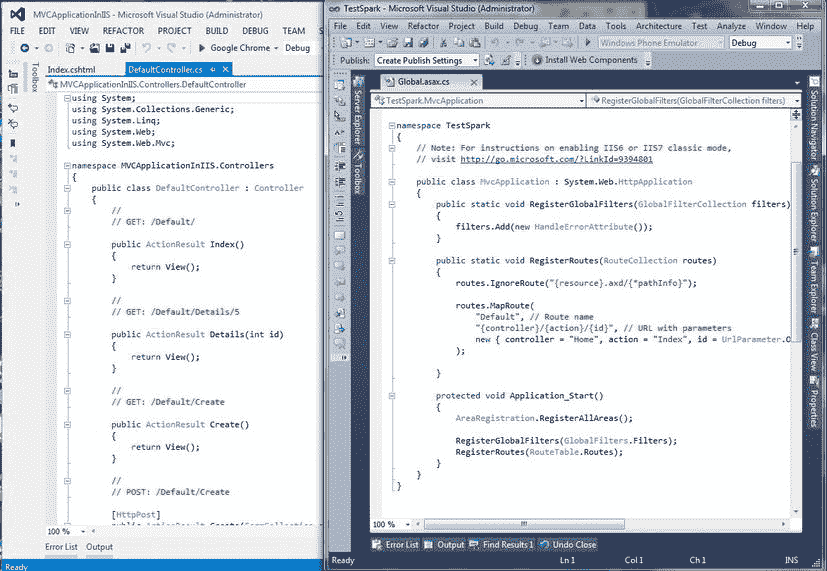 MVCApplicationInIIS - Microsoft Visual Studio (Administrator)
FILE EDIT VIEW REFACTOR PROJECT BUILD DEBUG TEAM
Google Chrome Debug
Toolbox
Index.cshtml DefaultController.cs
MVCApplicationInIIS.Controllers.DefaultController
using System;
using System.Collections.Generic;
using System.Linq;
using System.Web;
using System.Web.Mvc;
namespace MVCApplicationInIIS.Controllers
{
public class DefaultController : Controller
{
//
// GET: /Default/
public ActionResult Index()
{
return View();
}
//
// GET: /Default/Details/5
public ActionResult Details(int id)
{
return View();
}
//
// GET: /Default/Create
public ActionResult Create()
{
return View();
}
//
// POST: /Default/Create
[HttpPost]
100 %
Error List Output
Ready
TestSpark - Microsoft Visual Studio (Administrator)
File Edit View Refactor Project Build Debug Team Data Tools Architecture Test Analyze Window Help
Windows Phone Emulator Debug
Publish: Create Publish Settings Install Web Components
Server Explorer
Toolbox
Global.asax.cs
TestSpark.MvcApplication RegisterGlobalFilters(GlobalFilterCollection filters)
namespace TestSpark
{
// Note: For instructions on enabling IIS6 or IIS7 classic mode,
// visit http://go.microsoft.com/?LinkId=9394801
public class MvcApplication : System.Web.HttpApplication
{
public static void RegisterGlobalFilters(GlobalFilterCollection filters)
{
filters.Add(new HandleErrorAttribute());
}
public static void RegisterRoutes(RouteCollection routes)
{
routes.IgnoreRoute("{resource}.axd/{*pathInfo}");
routes.MapRoute(
"Default", // Route name
"{controller}/{action}/{id}", // URL with parameters
new { controller = "Home", action = "Index", id = UrlParameter.O
);
}
protected void Application_Start()
{
AreaRegistration.RegisterAllAreas();
RegisterGlobalFilters(GlobalFilters.Filters);
RegisterRoutes(RouteTable.Routes);
}
}
}
100 %
Error List Output Find Results 1 Undo Close
Ready Ln 1 Col 1 Ch 1 INS
Solution Navigator
Solution Explorer
Team Explorer
Class View
Properties